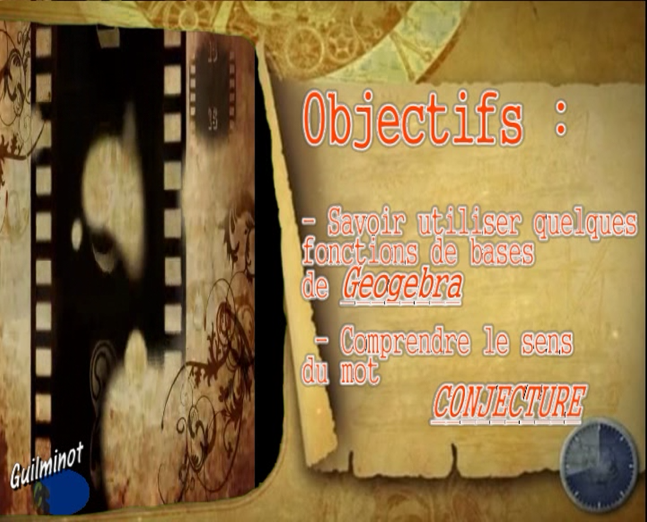 Objectifs :
- Savoir utiliser quelques
fonctions de bases
de Geogebra
- Comprendre le sens
du mot
CONJECTURE
Guilminot